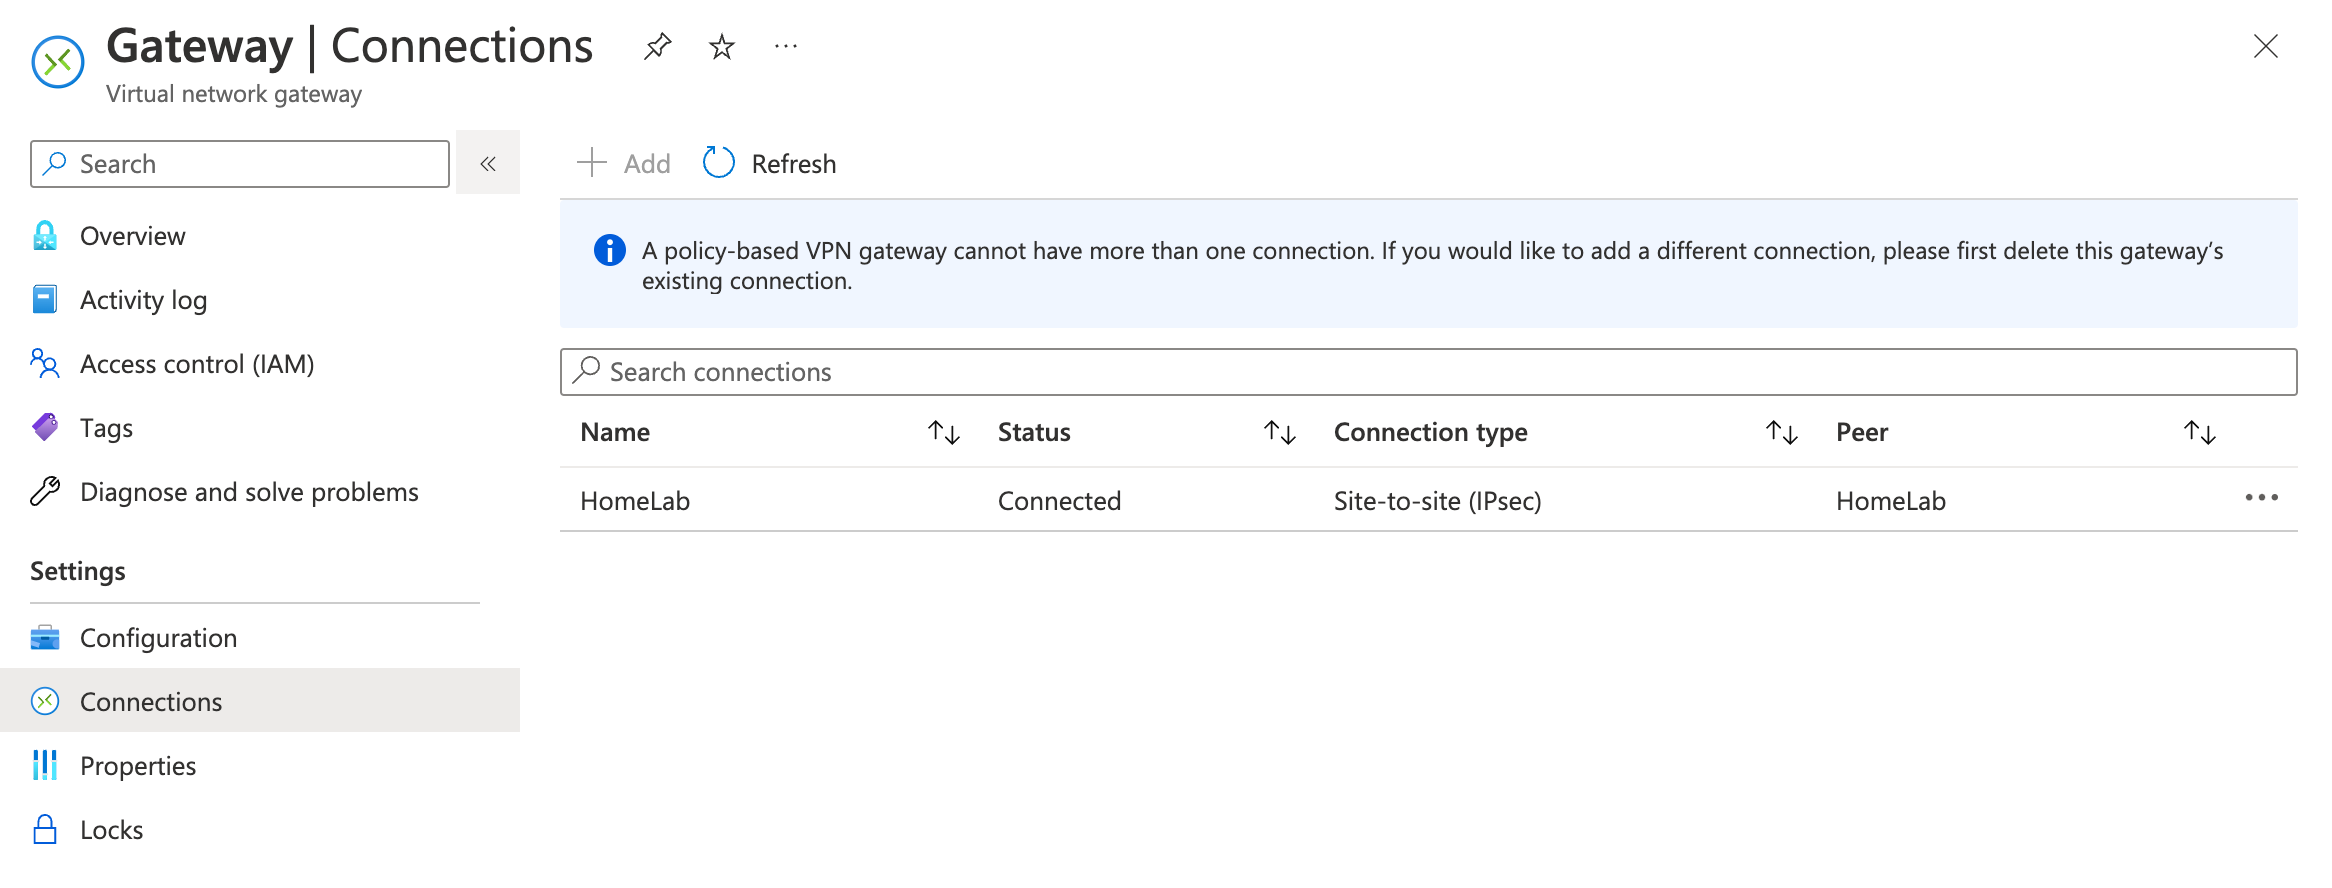 Gateway | Connections
Virtual network gateway
Search
Overview
Activity log
Access control (IAM)
Tags
Diagnose and solve problems
Settings
Configuration
Connections
Properties
Locks
Add
Refresh
A policy-based VPN gateway cannot have more than one connection. If you would like to add a different connection, please first delete this gateway’s
existing connection.
Search connections
Name Status Connection type Peer
HomeLab Connected Site-to-site (IPsec) HomeLab